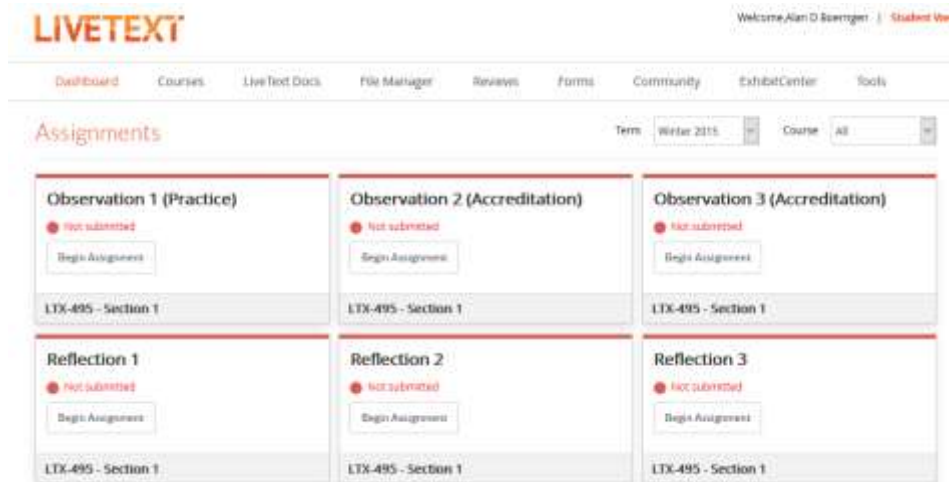 LIVETEXT
Welcome, Alan D | Student
Dashboard Courses LiveText Docs File Manager Reviews Forms Community ExhibitCenter Tools
Assignments
Term Winter 2015 Course All
Observation 1 (Practice)
Not submitted
Begin Assignment
LTX-495 - Section 1
Observation 2 (Accreditation)
Not submitted
Begin Assignment
LTX-495 - Section 1
Observation 3 (Accreditation)
Not submitted
Begin Assignment
LTX-495 - Section 1
Reflection 1
Not submitted
Begin Assignment
LTX-495 - Section 1
Reflection 2
Not submitted
Begin Assignment
LTX-495 - Section 1
Reflection 3
Not submitted
Begin Assignment
LTX-495 - Section 1